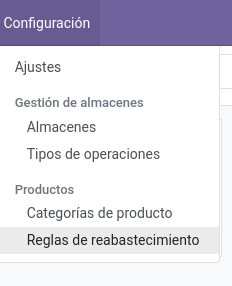 Configuración
Ajustes
Gestión de almacenes
Almacenes
Tipos de operaciones
Productos
Categorías de producto
Reglas de reabastecimiento